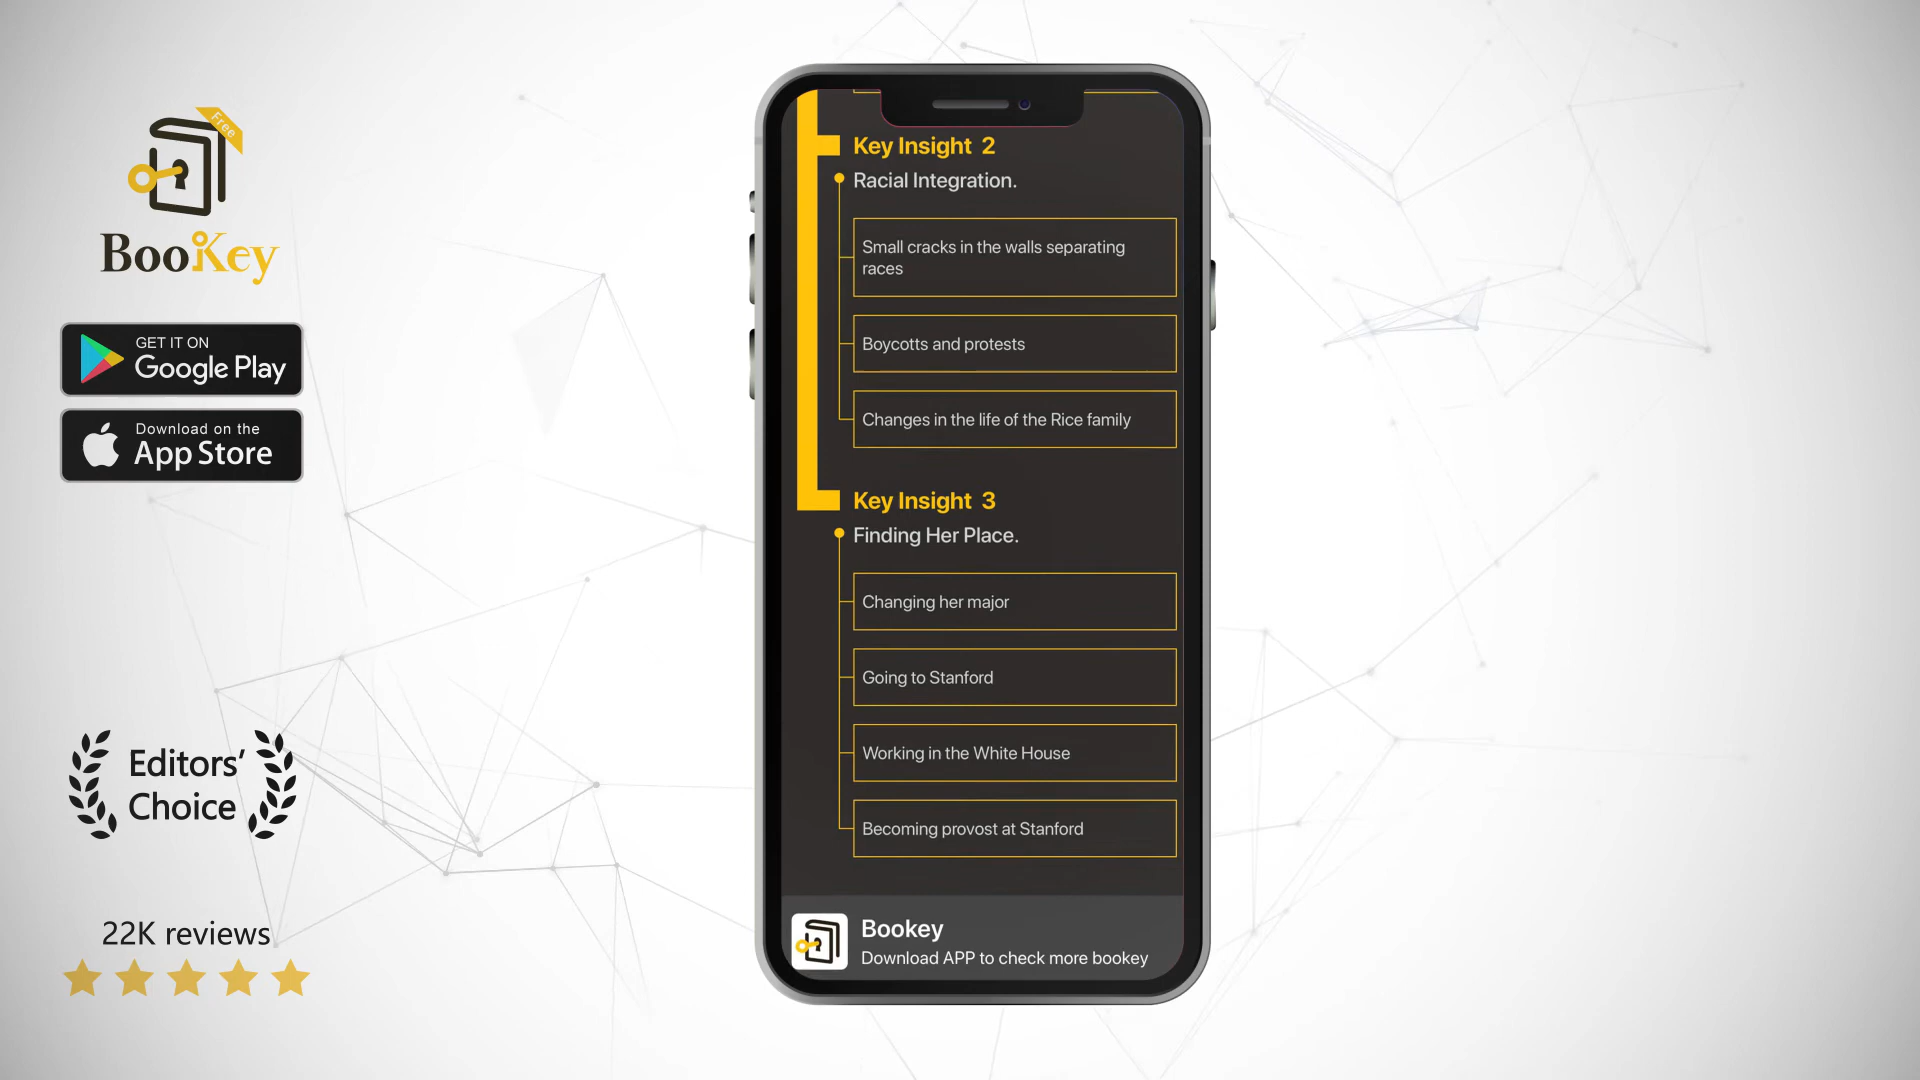 Free
BooKey
GET IT ON
Google Play
Download on the
App Store
Editors'
Choice
22K reviews
Key Insight 2
Racial Integration.
Small cracks in the walls separating
races
Boycotts and protests
Changes in the life of the Rice family
Key Insight 3
Finding Her Place.
Changing her major
Going to Stanford
Working in the White House
Becoming provost at Stanford
Bookey
Download APP to check more bookey